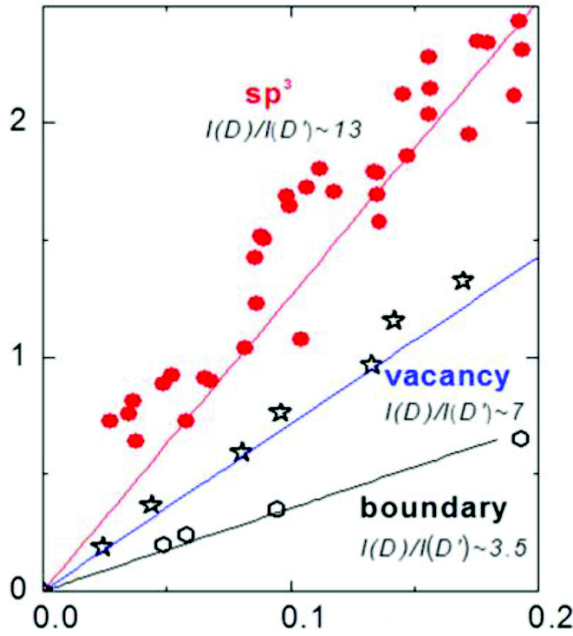 2
sp³
I(D)/I(D')~13
1
vacancy
I(D)/I(D')~7
boundary
I(D)/I(D')~3.5
0
0.0 0.1 0.2